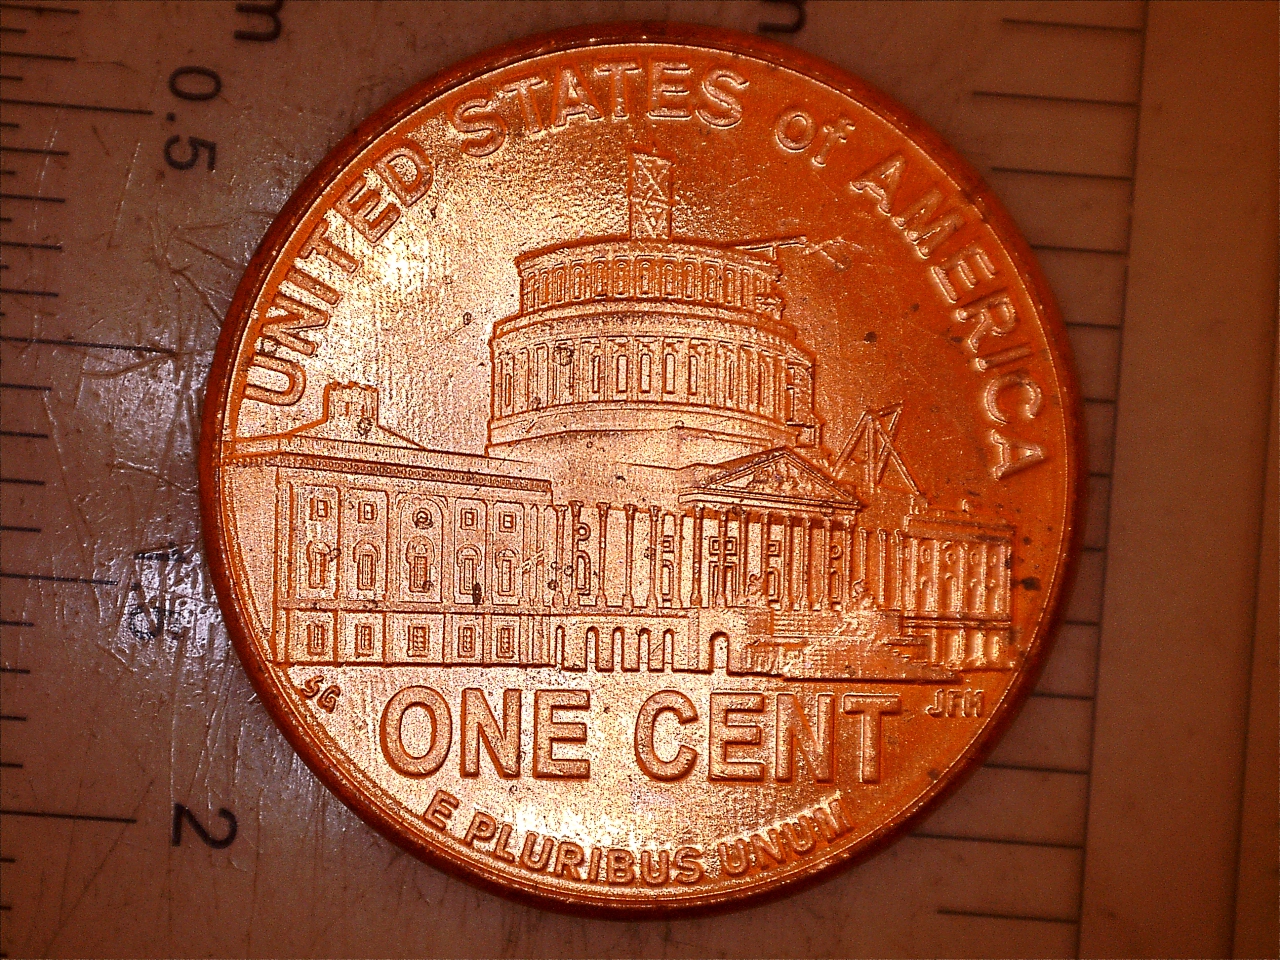 m
m
0.5
UNITED STATES of AMERICA
SG
JFM
ONE CENT
E PLURIBUS UNUM
2